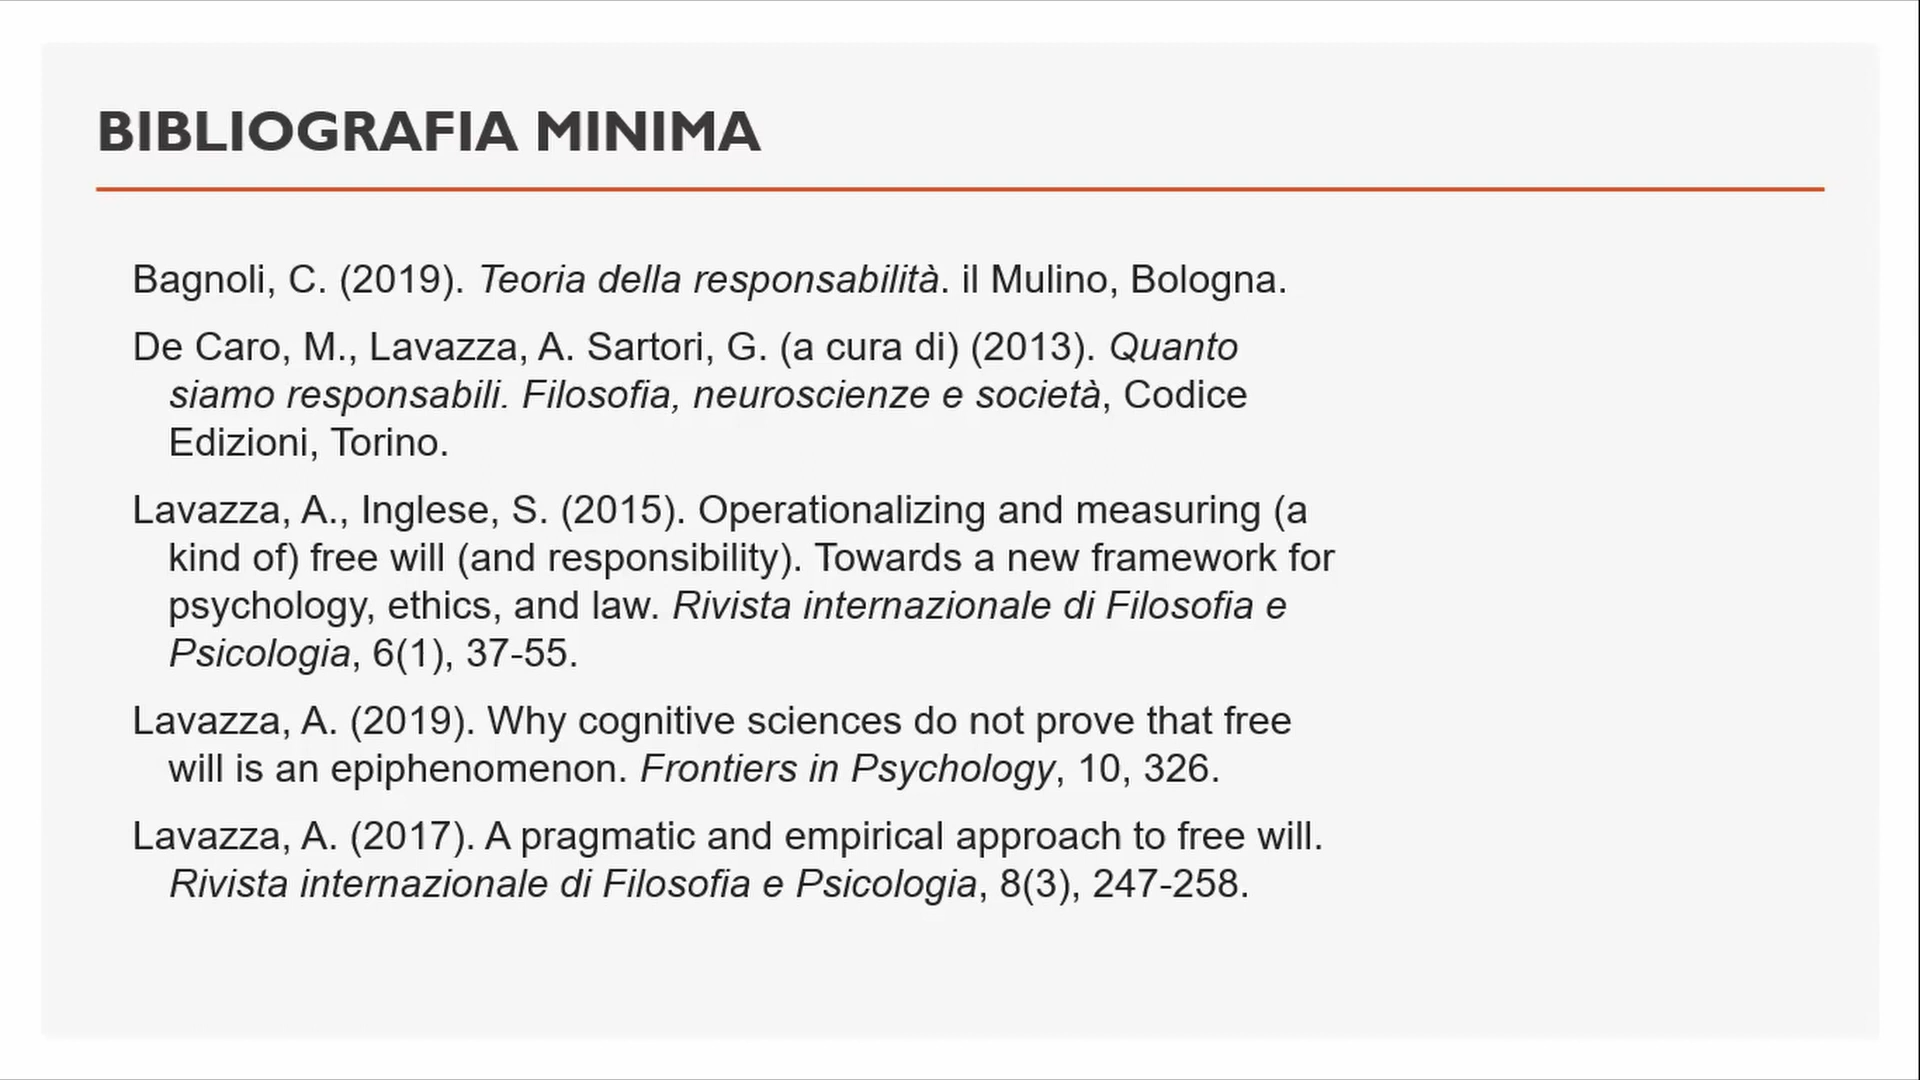 BIBLIOGRAFIA MINIMA
Bagnoli, C. (2019). Teoria della responsabilità. il Mulino, Bologna.
De Caro, M., Lavazza, A. Sartori, G. (a cura di) (2013). Quanto
siamo responsabili. Filosofia, neuroscienze e società, Codice
Edizioni, Torino.
Lavazza, A., Inglese, S. (2015). Operationalizing and measuring (a
kind of) free will (and responsibility). Towards a new framework for
psychology, ethics, and law. Rivista internazionale di Filosofia e
Psicologia, 6(1), 37-55.
Lavazza, A. (2019). Why cognitive sciences do not prove that free
will is an epiphenomenon. Frontiers in Psychology, 10, 326.
Lavazza, A. (2017). A pragmatic and empirical approach to free will.
Rivista internazionale di Filosofia e Psicologia, 8(3), 247-258.